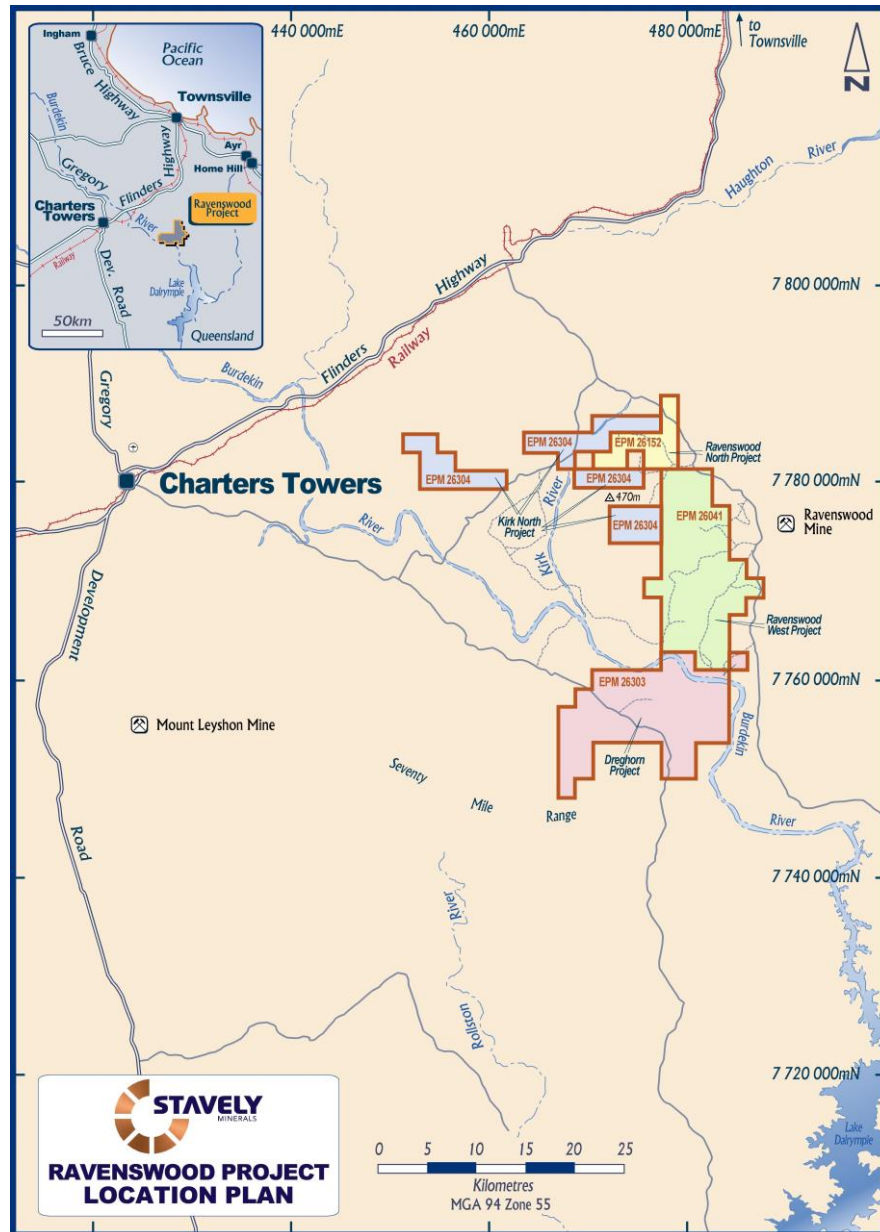 440 000mE
460 000mE
480 000mE
to
Townsville
N
Ingham
Bruce
Highway
Pacific
Ocean
Townsville
Burdekin
Ayr
Home Hill
Gregory
Flinders
Highway
Charters
Towers
River
Ravenswood
Project
Railway
Dev.
Road
Lake
Dalrymple
50km
Queensland
Haughton
River
7 800 000mN
Highway
Flinders
Railway
Burdekin
Gregory
EPM 26304
EPM 26152
Ravenswood
North Project
EPM 26304
EPM 26304
7 780 000mN
Charters Towers
River
470m
Kirk North
Project
EPM 26304
EPM 26041
Ravenswood
Mine
River
Kirk
Development
Ravenswood
West Project
7 760 000mN
EPM 26303
Mount Leyshon Mine
Burdekin
Dreghorn
Project
Seventy
Mile
Range
River
Road
7 740 000mN
River
Rollston
7 720 000mN
STAVELY
MINERALS
RAVENSWOOD PROJECT
LOCATION PLAN
0 5 10 15 20 25
Kilometres
MGA 94 Zone 55
Lake
Dalrymple